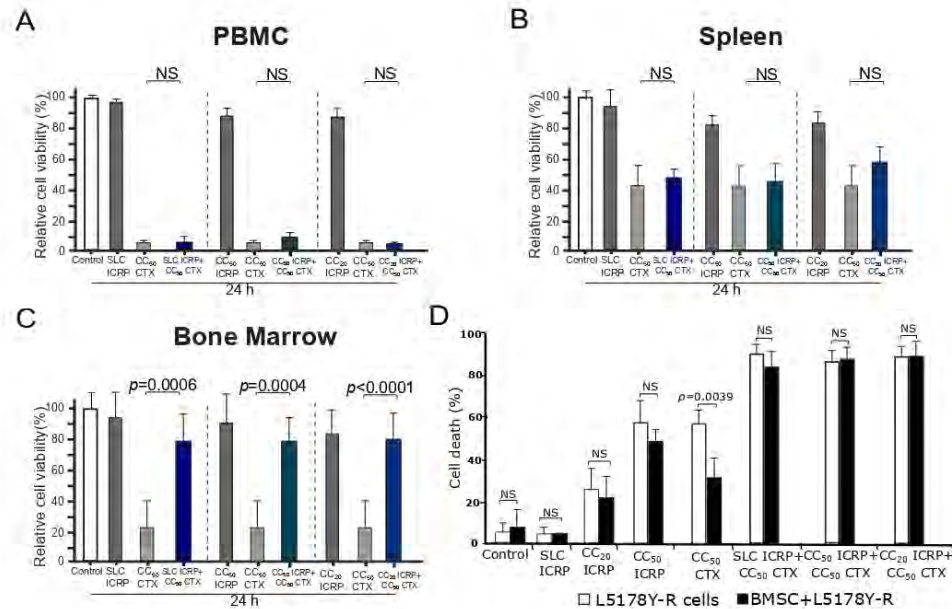 A
PBMC
NS
NS
NS
Relative cell viability (%)
100
80
60
40
20
0
Control
SLC ICRP
CC50 CTX
SLC ICRP+ CC50 CTX
CC50 ICRP
CC50 CTX
CC50 ICRP+ CC50 CTX
CC20 ICRP
CC50 CTX
CC20 ICRP+ CC50 CTX
24 h
B
Spleen
NS
NS
NS
Relative cell viability (%)
100
80
60
40
20
0
Control
SLC ICRP
CC50 CTX
SLC ICRP+ CC50 CTX
CC50 ICRP
CC50 CTX
CC50 ICRP+ CC50 CTX
CC20 ICRP
CC50 CTX
CC20 ICRP+ CC50 CTX
24 h
C
Bone Marrow
p=0.0006
p=0.0004
p<0.0001
Relative cell viability(%)
100
80
60
40
20
0
Control
SLC ICRP
CC50 CTX
SLC ICRP+ CC50 CTX
CC50 ICRP
CC50 CTX
CC50 ICRP+ CC50 CTX
CC20 ICRP
CC50 CTX
CC20 ICRP+ CC50 CTX
24 h
D
NS
NS
NS
NS
p=0.0039
NS
NS
NS
Cell death (%)
100
80
60
40
20
0
Control
SLC ICRP
CC20 ICRP
CC50 ICRP
CC50 CTX
SLC ICRP+ CC50 CTX
CC50 ICRP+ CC50 CTX
CC20 ICRP+ CC50 CTX
L5178Y-R cells
BMSC+L5178Y-R